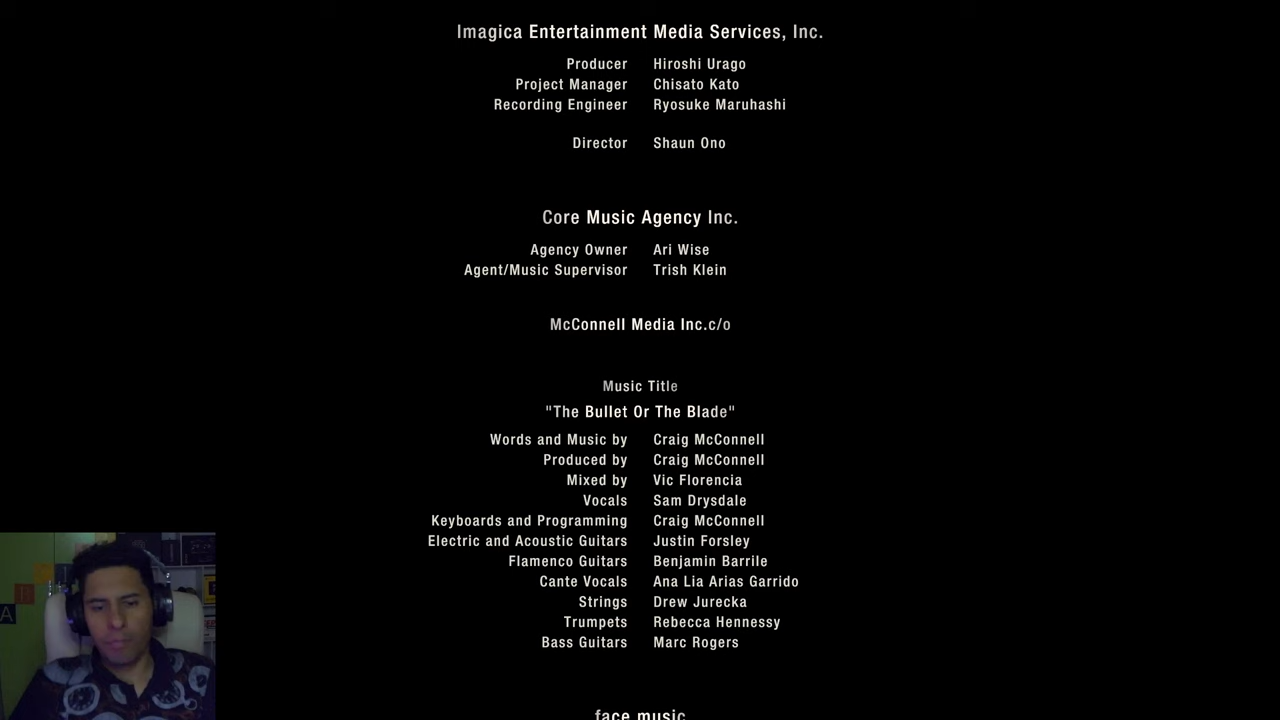 Imagica Entertainment Media Services, Inc.
Producer Hiroshi Urago
Project Manager Chisato Kato
Recording Engineer Ryosuke Maruhashi
Director Shaun Ono
Core Music Agency Inc.
Agency Owner Ari Wise
Agent/Music Supervisor Trish Klein
McConnell Media Inc.c/o
Music Title
"The Bullet Or The Blade"
Words and Music by Craig McConnell
Produced by Craig McConnell
Mixed by Vic Florencia
Vocals Sam Drysdale
Keyboards and Programming Craig McConnell
Electric and Acoustic Guitars Justin Forsley
Flamenco Guitars Benjamin Barrile
Cante Vocals Ana Lia Arias Garrido
Strings Drew Jurecka
Trumpets Rebecca Hennessy
Bass Guitars Marc Rogers
face music
A